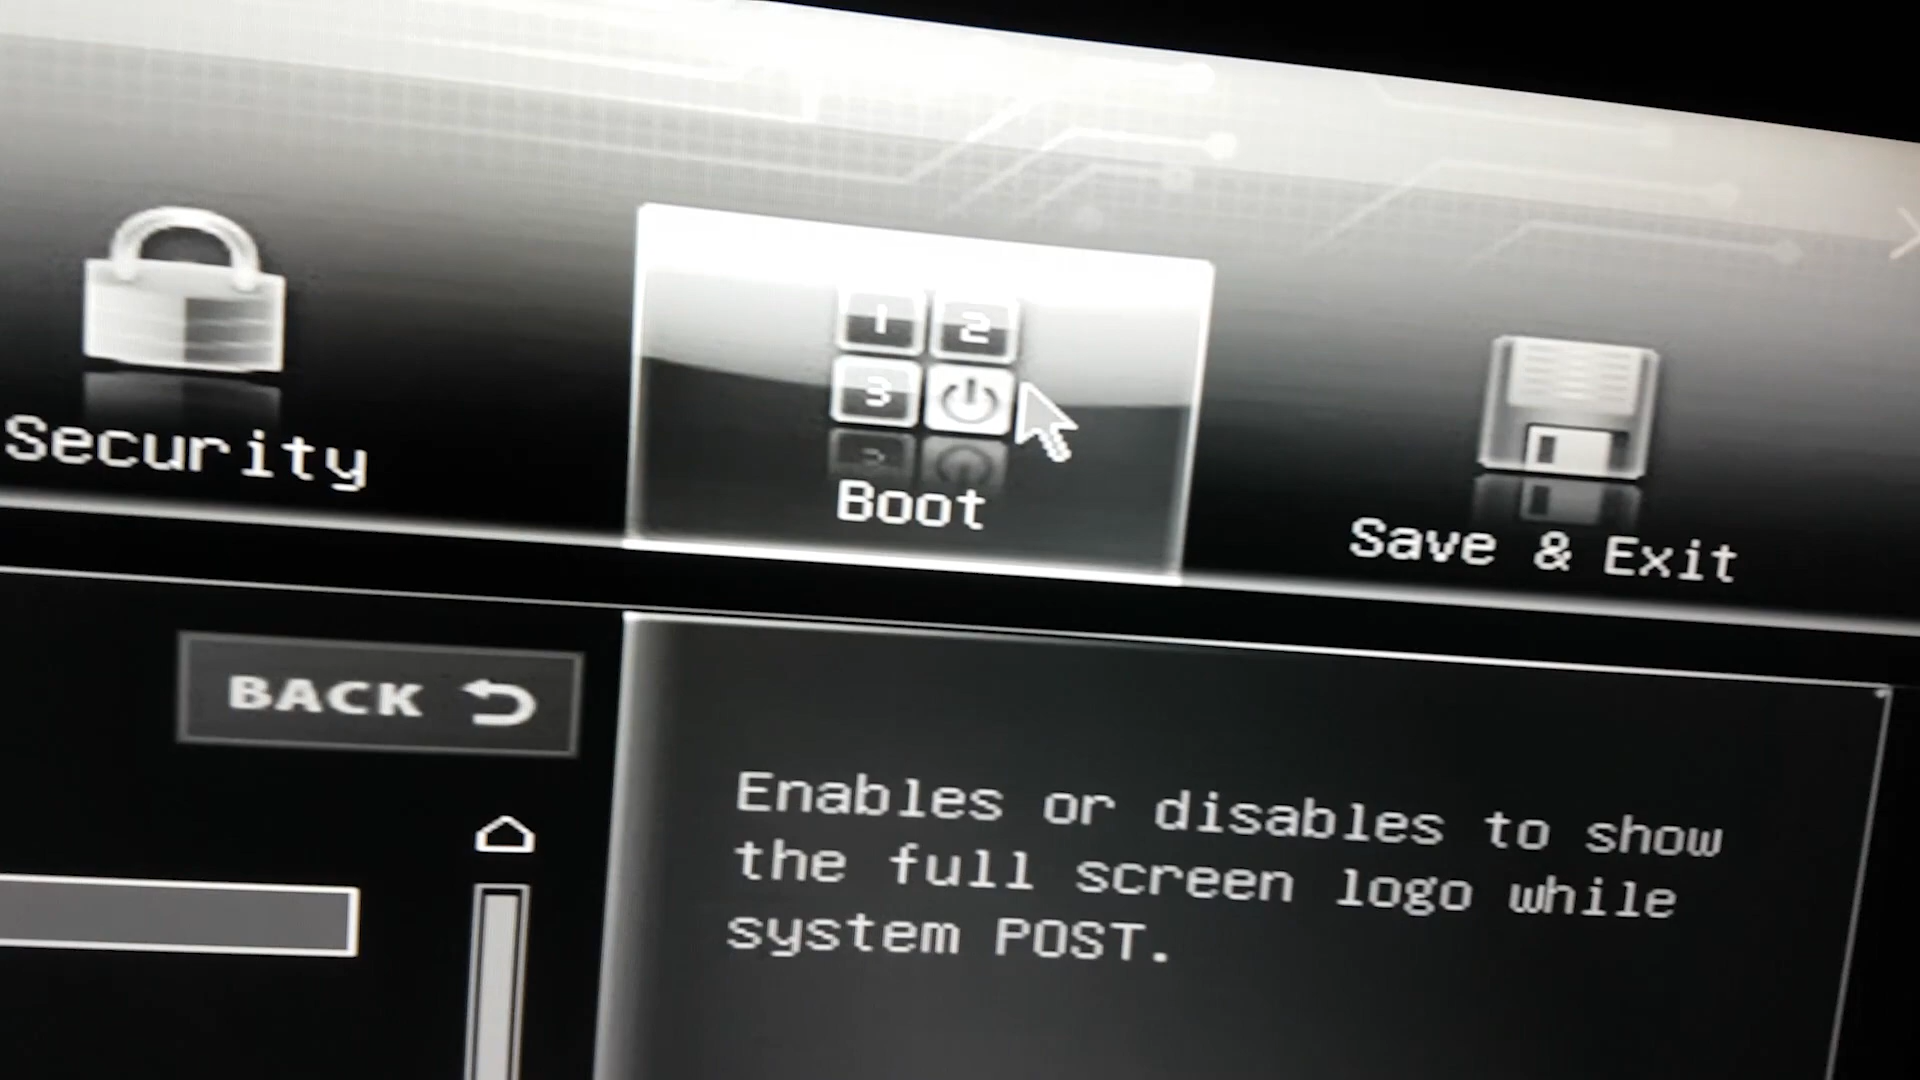 1 2
3
Security
Boot
Save & Exit
BACK
Enables or disables to show
the full screen logo while
system POST.